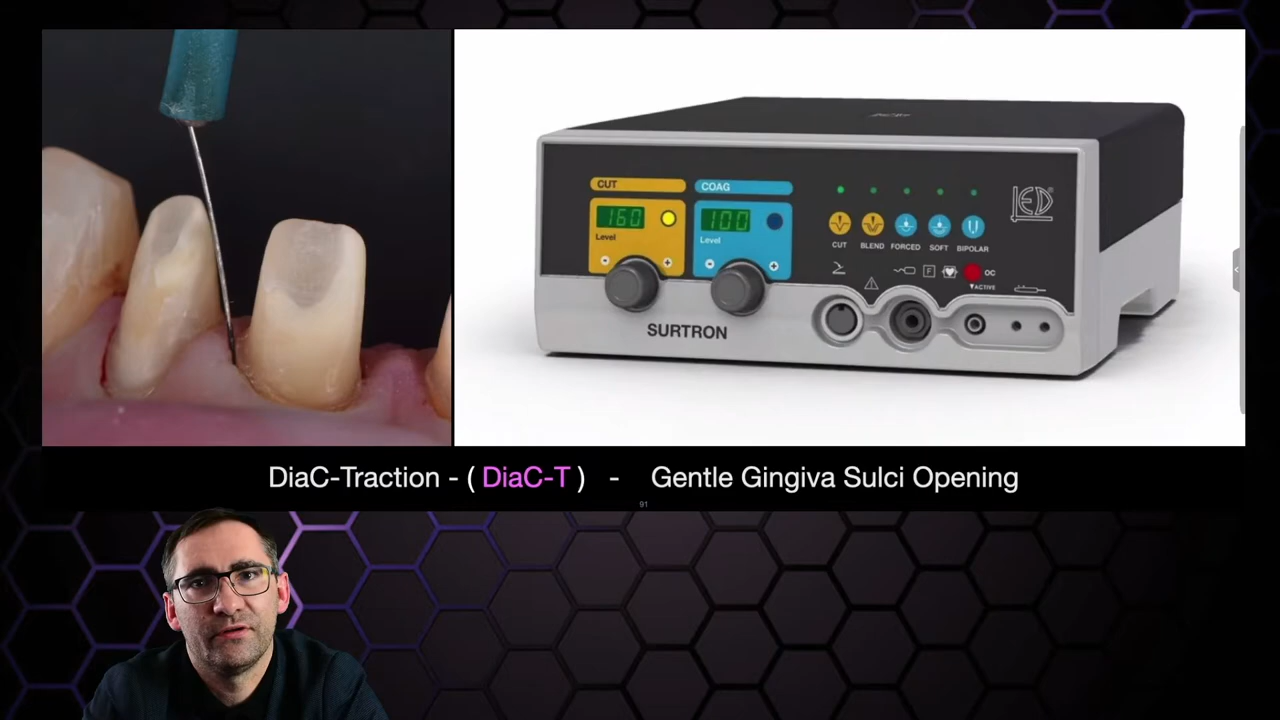 CUT
COAG
160
100
Level
Level
CUT
BLEND
FORCED
SOFT
BIPOLAR
LED
F
OC
▼ACTIVE
SURTRON
DiaC-Traction - ( DiaC-T ) - Gentle Gingiva Sulci Opening
91